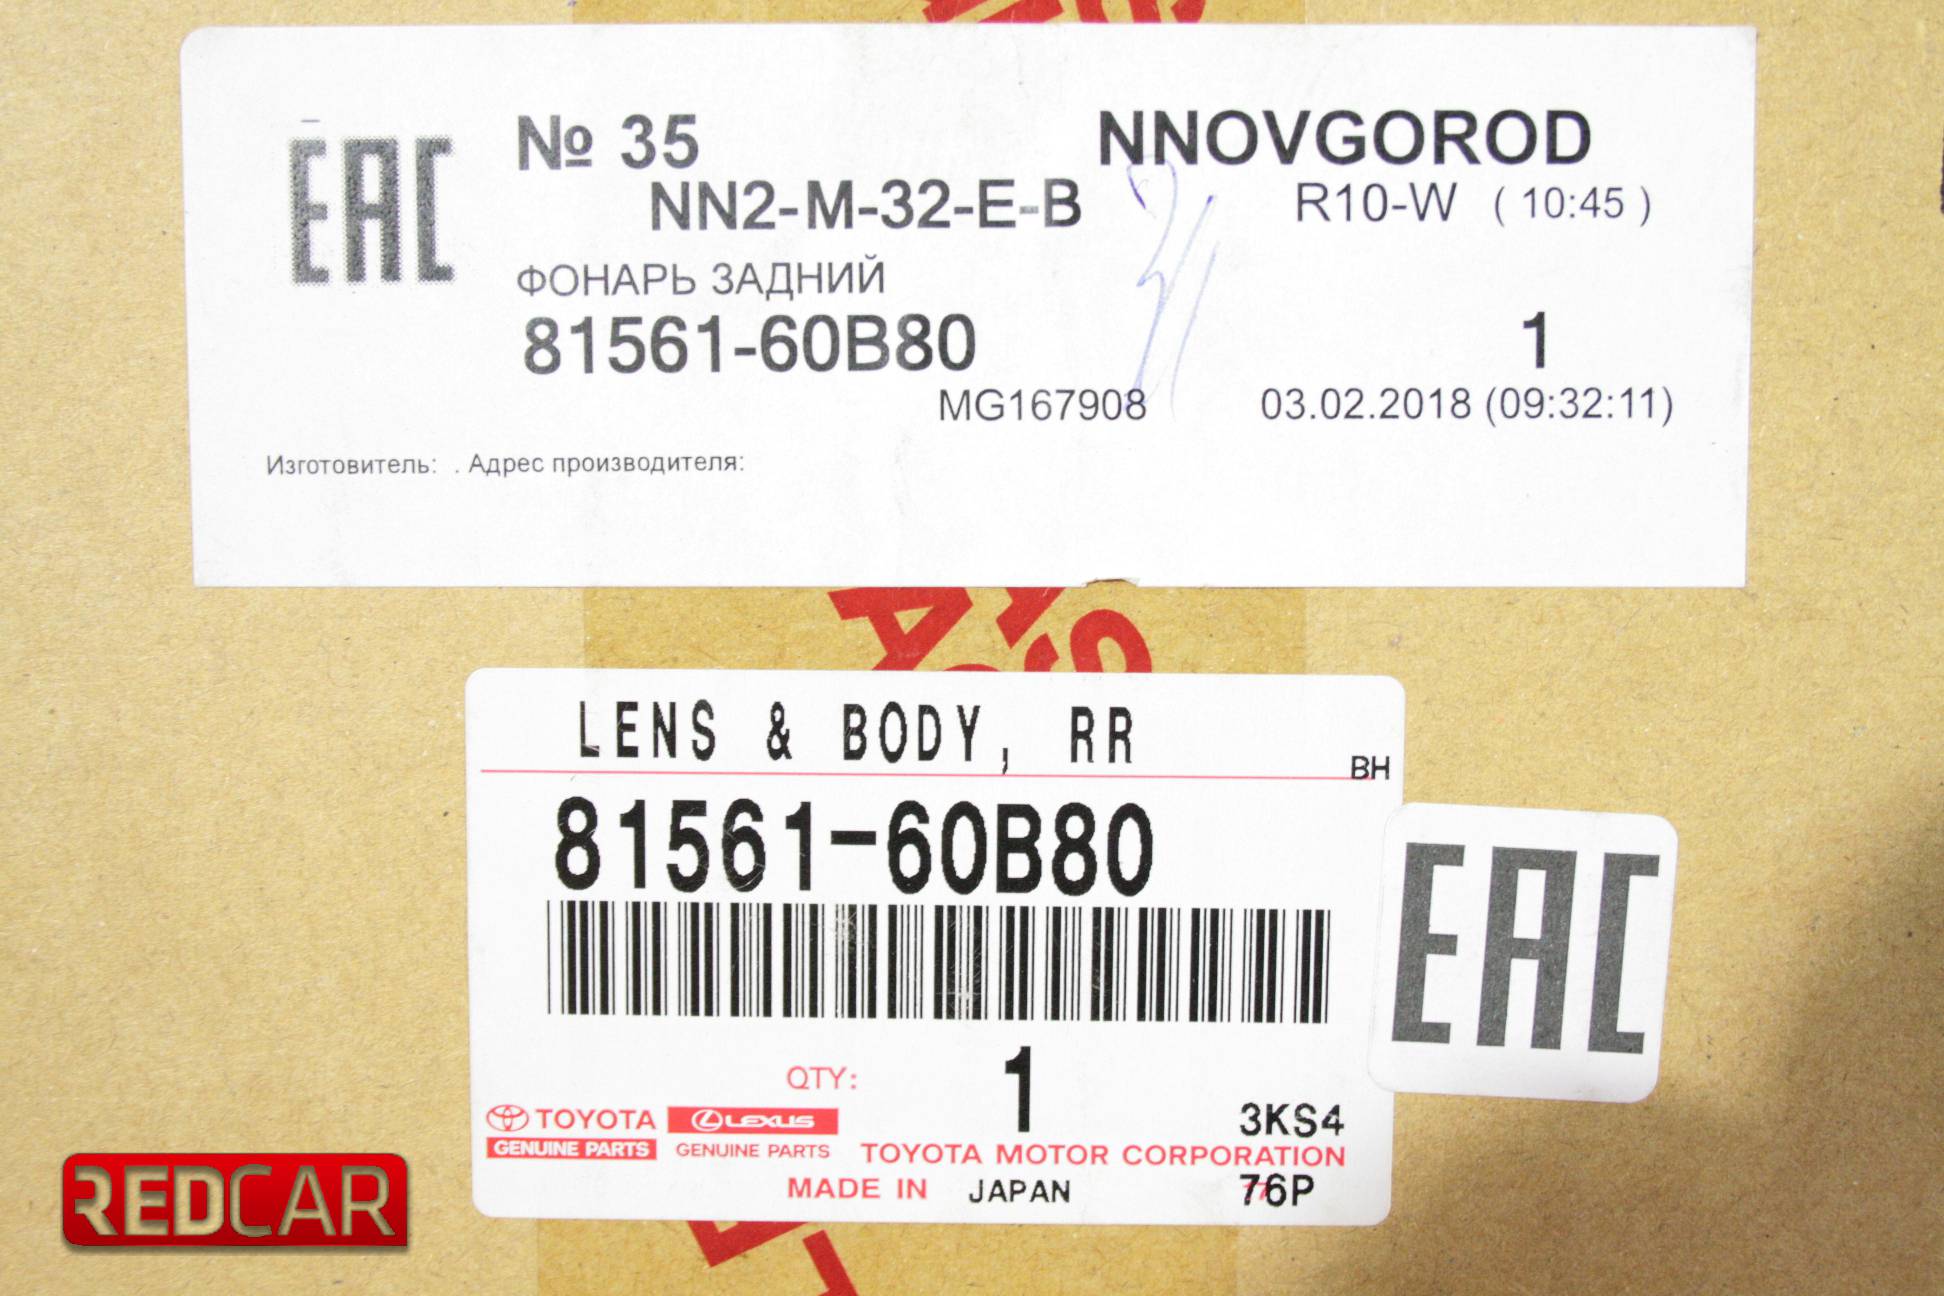 EAC
№ 35
NNOVGOROD
NN2-M-32-E-B
R10-W ( 10:45 )
ФОНАРЬ ЗАДНИЙ
81561-60B80
1
MG167908
03.02.2018 (09:32:11)
Изготовитель: . Адрес производителя:
LENS & BODY, RR
BH
81561-60B80
EAC
QTY: 1
3KS4
TOYOTA
LEXUS
GENUINE PARTS
GENUINE PARTS
TOYOTA MOTOR CORPORATION
MADE IN JAPAN
76P
REDCAR